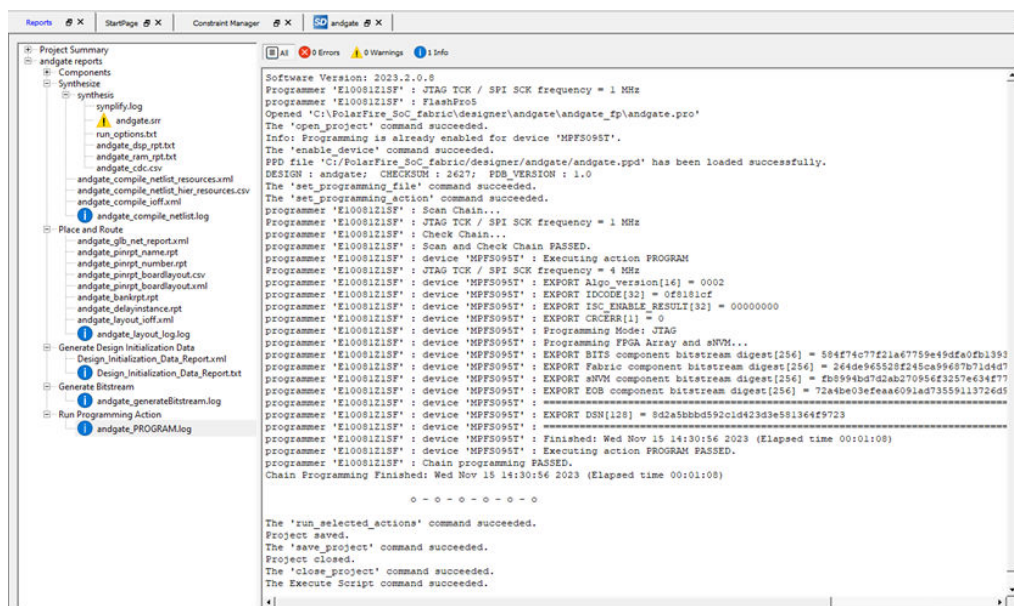 Reports
StartPage
Constraint Manager
SD andgate
Project Summary
andgate reports
Components
Synthesize
synthesis
synplify.log
andgate.srr
run_options.txt
andgate_dsp_rpt.txt
andgate_ram_rpt.txt
andgate_cdc.csv
andgate_compile_netlist_resources.xml
andgate_compile_netlist_hier_resources.csv
andgate_compile_ioff.xml
andgate_compile_netlist.log
Place and Route
andgate_glb_net_report.xml
andgate_pinrpt_name.rpt
andgate_pinrpt_number.rpt
andgate_pinrpt_boardlayout.csv
andgate_pinrpt_boardlayout.xml
andgate_bankrpt.rpt
andgate_delayinstance.rpt
andgate_layout_ioff.xml
andgate_layout_log.log
Generate Design Initialization Data
Design_Initialization_Data_Report.xml
Design_Initialization_Data_Report.txt
Generate Bitstream
andgate_generateBitstream.log
Run Programming Action
andgate_PROGRAM.log
All 0 Errors 0 Warnings 1 Info
Software Version: 2023.2.0.8
Programmer 'E10081Z1SF' : JTAG TCK / SPI SCK frequency = 1 MHz
programmer 'E10081Z1SF' : FlashPro5
Opened 'C:\PolarFire_SoC_fabric\designer\andgate\andgate_fp\andgate.pro'
The 'open_project' command succeeded.
Info: Programming is already enabled for device 'MPFS095T'.
The 'enable_device' command succeeded.
PPD file 'C:/PolarFire_SoC_fabric/designer/andgate/andgate.ppd' has been loaded successfully.
DESIGN : andgate; CHECKSUM : 2627; PDB_VERSION : 1.0
The 'set_programming_file' command succeeded.
The 'set_programming_action' command succeeded.
programmer 'E10081Z1SF' : Scan Chain...
programmer 'E10081Z1SF' : JTAG TCK / SPI SCK frequency = 1 MHz
programmer 'E10081Z1SF' : Check Chain...
programmer 'E10081Z1SF' : Scan and Check Chain PASSED.
programmer 'E10081Z1SF' : device 'MPFS095T' : Executing action PROGRAM
Programmer 'E10081Z1SF' : JTAG TCK / SPI SCK frequency = 4 MHz
programmer 'E10081Z1SF' : device 'MPFS095T' : EXPORT Algo_version[16] = 0002
programmer 'E10081Z1SF' : device 'MPFS095T' : EXPORT IDCODE[32] = 0f8181cf
programmer 'E10081Z1SF' : device 'MPFS095T' : EXPORT ISC_ENABLE_RESULT[32] = 00000000
programmer 'E10081Z1SF' : device 'MPFS095T' : EXPORT CRCERR[1] = 0
programmer 'E10081Z1SF' : device 'MPFS095T' : Programming Mode: JTAG
programmer 'E10081Z1SF' : device 'MPFS095T' : Programming FPGA Array and sNVM...
programmer 'E10081Z1SF' : device 'MPFS095T' : EXPORT BITS component bitstream digest[256] = 584f74c77f21a67759e49dfa0fb1393
programmer 'E10081Z1SF' : device 'MPFS095T' : EXPORT Fabric component bitstream digest[256] = 264de965528f245ca99687b71d4d7
programmer 'E10081Z1SF' : device 'MPFS095T' : EXPORT sNVM component bitstream digest[256] = fb8994bd7d2ab270956f3257e634f77
programmer 'E10081Z1SF' : device 'MPFS095T' : EXPORT EOB component bitstream digest[256] = 72a4be03efeaa6091ad73559113726d9
programmer 'E10081Z1SF' : device 'MPFS095T' : ==========================================================
programmer 'E10081Z1SF' : device 'MPFS095T' : EXPORT DSN[128] = 8d2a5bbbd592c1d423d3e581364f9723
programmer 'E10081Z1SF' : device 'MPFS095T' : ==========================================================
programmer 'E10081Z1SF' : device 'MPFS095T' : Finished: Wed Nov 15 14:30:56 2023 (Elapsed time 00:01:08)
programmer 'E10081Z1SF' : device 'MPFS095T' : Executing action PROGRAM PASSED.
programmer 'E10081Z1SF' : Chain programming PASSED.
Chain Programming Finished: Wed Nov 15 14:30:56 2023 (Elapsed time 00:01:08)
o - o - o - o - o - o
The 'run_selected_actions' command succeeded.
Project saved.
The 'save_project' command succeeded.
Project closed.
The 'close_project' command succeeded.
The Execute Script command succeeded.